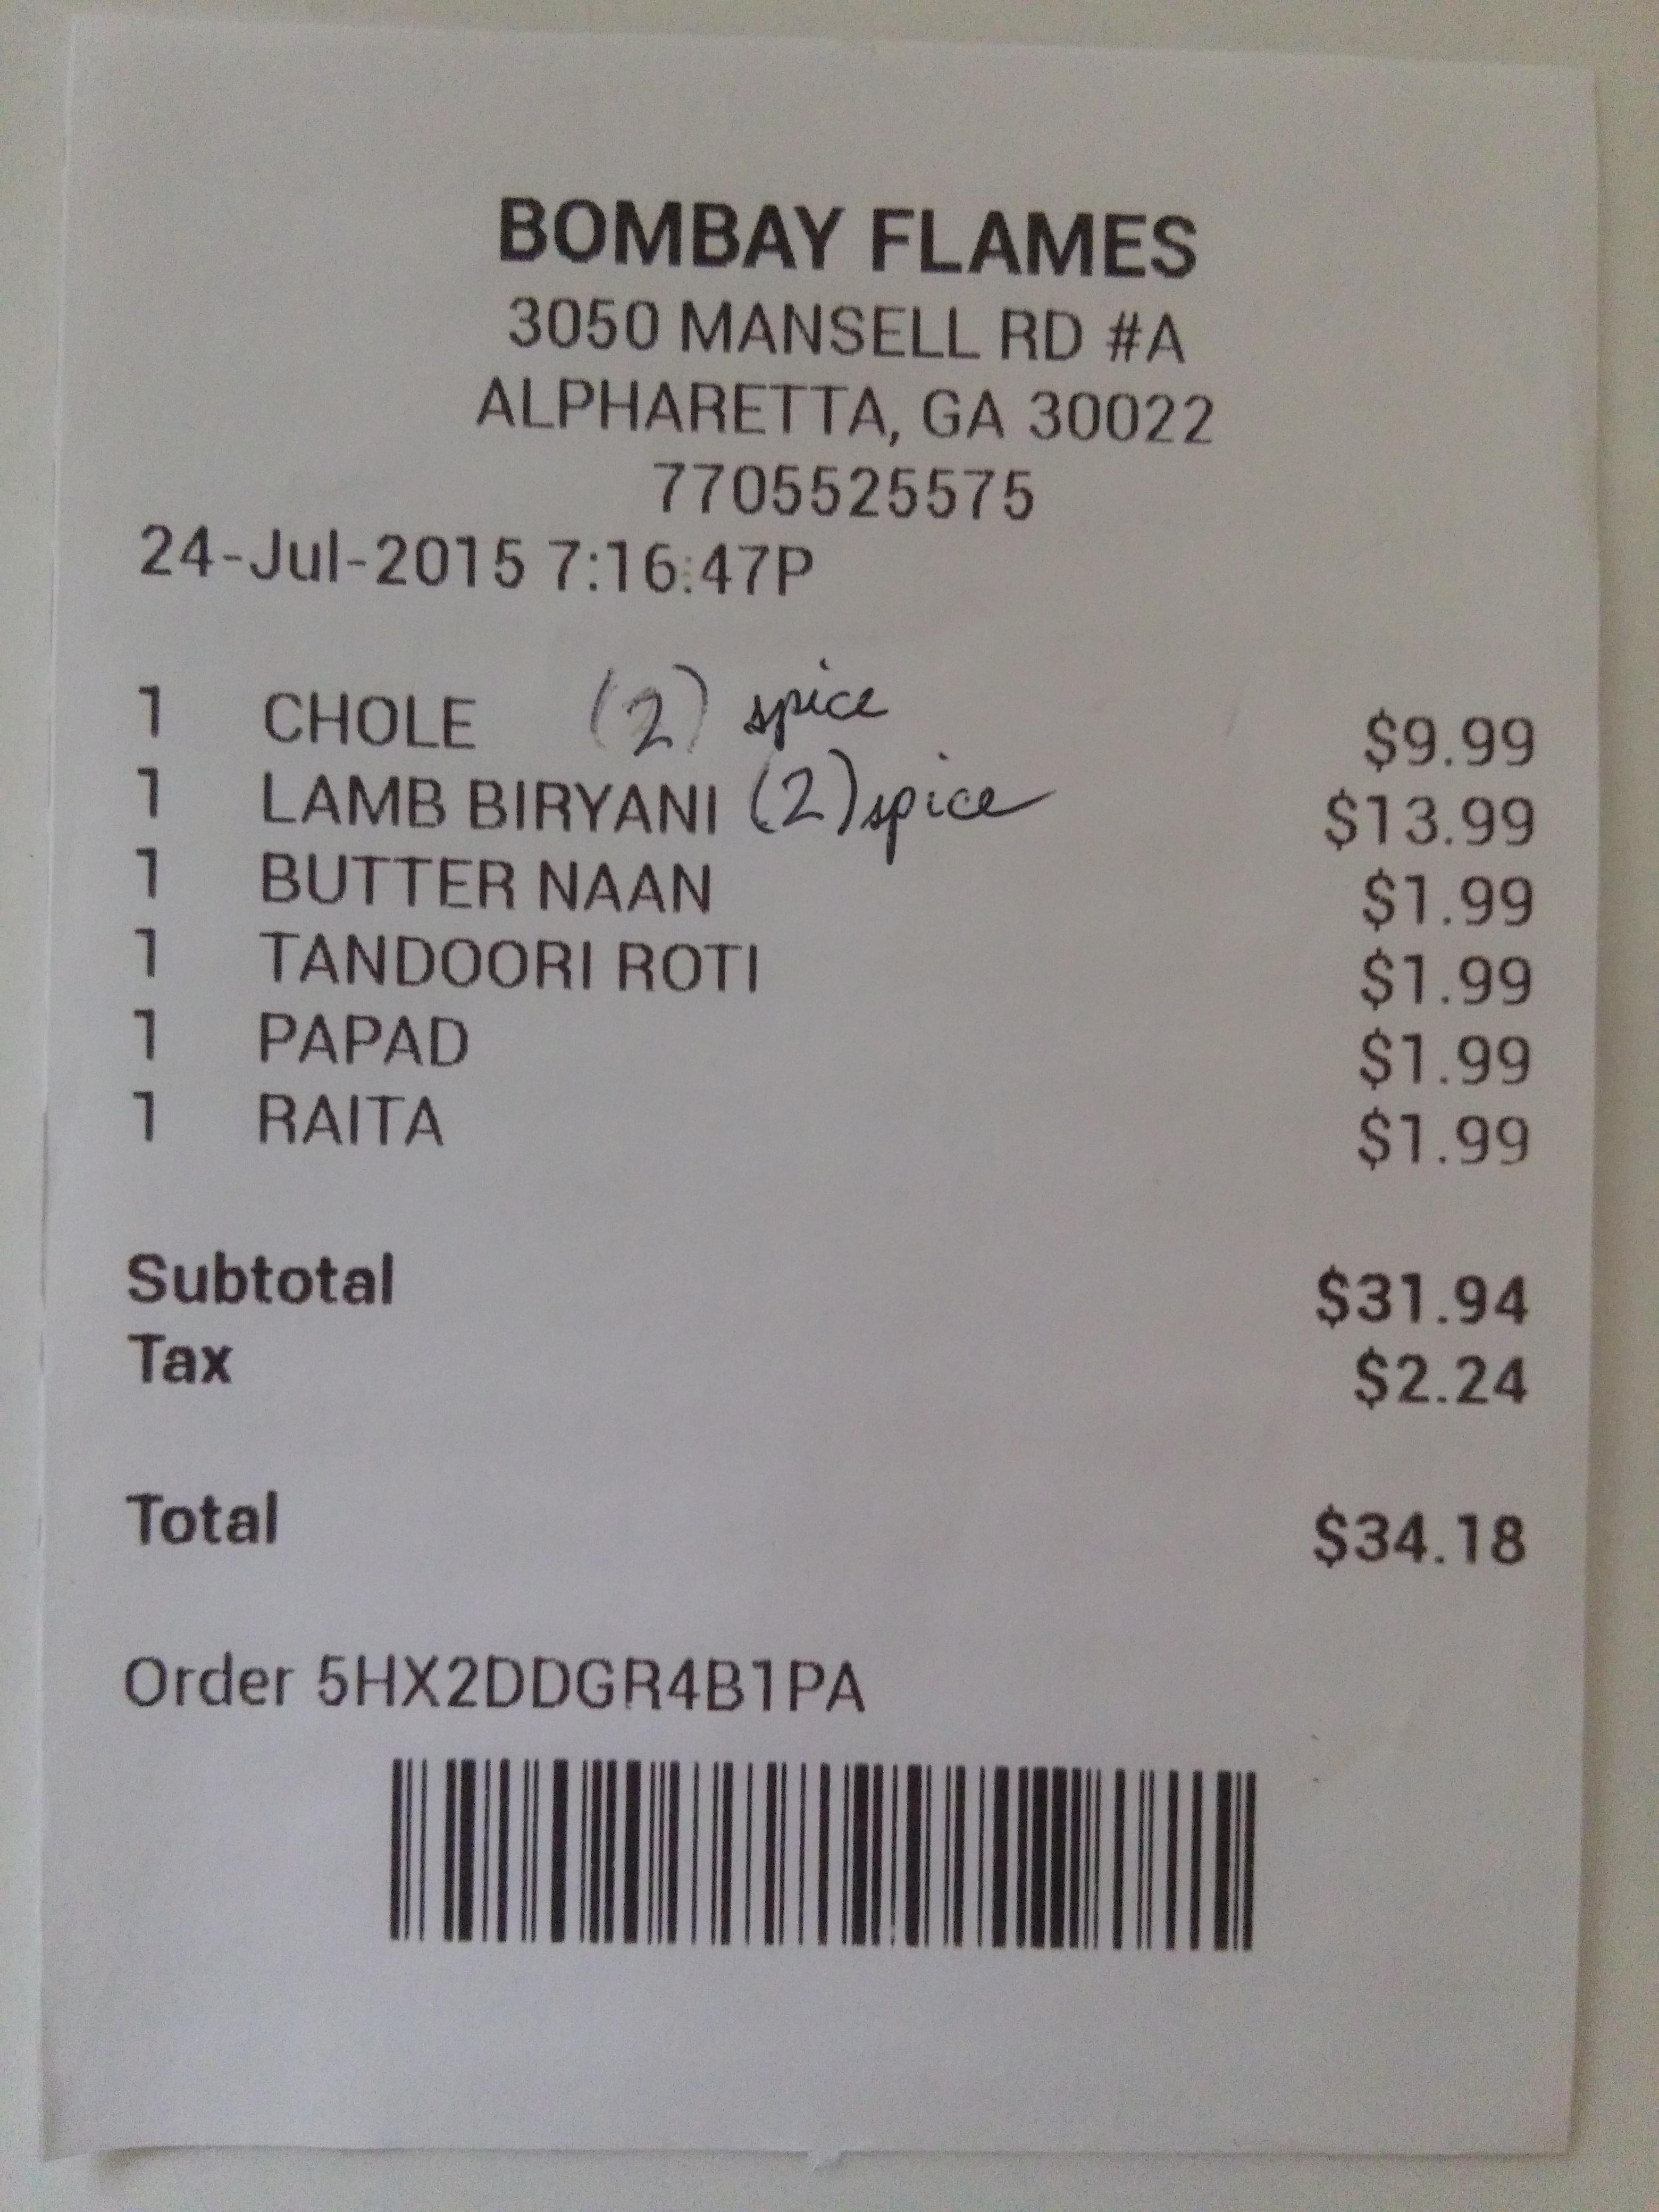 BOMBAY FLAMES
3050 MANSELL RD #A
ALPHARETTA, GA 30022
7705525575
24-Jul-2015 7:16:47P
1 CHOLE (2) spice $9.99
1 LAMB BIRYANI (2) spice $13.99
1 BUTTER NAAN $1.99
1 TANDOORI ROTI $1.99
1 PAPAD $1.99
1 RAITA $1.99
Subtotal $31.94
Tax $2.24
Total $34.18
Order 5HX2DDGR4B1PA